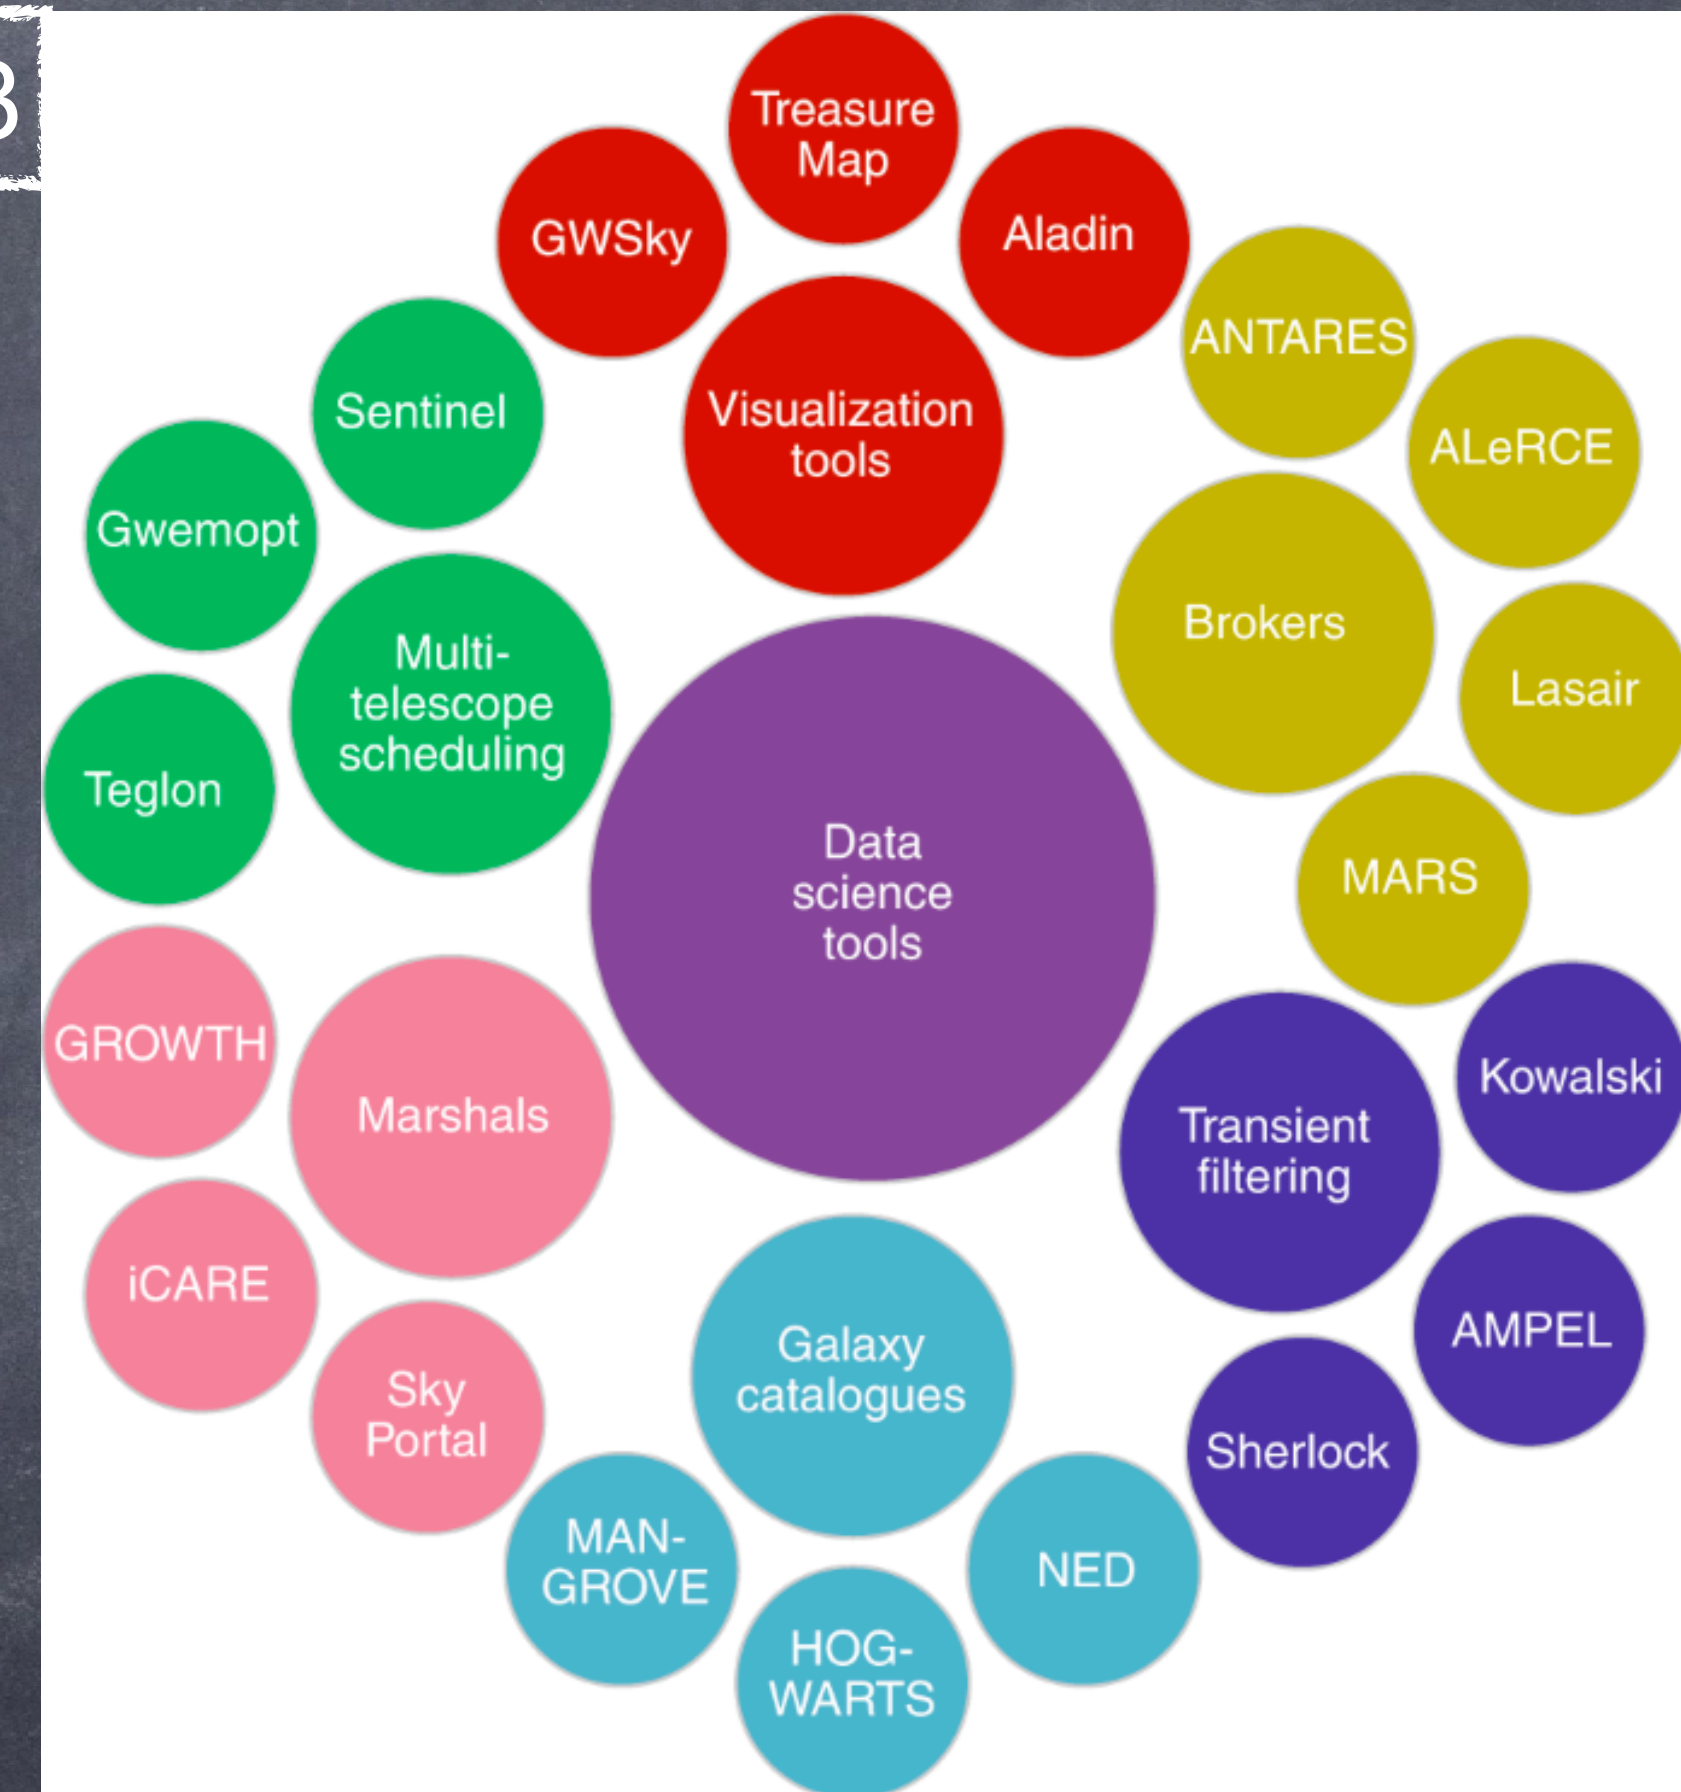 Treasure
Map
GWSky
Aladin
ANTARES
Sentinel
Visualization
tools
ALeRCE
Gwemopt
Brokers
Multi-
telescope
scheduling
Lasair
Teglon
Data
science
tools
MARS
GROWTH
Marshals
Kowalski
Transient
filtering
iCARE
AMPEL
Galaxy
catalogues
Sky
Portal
Sherlock
MAN-
GROVE
NED
HOG-
WARTS